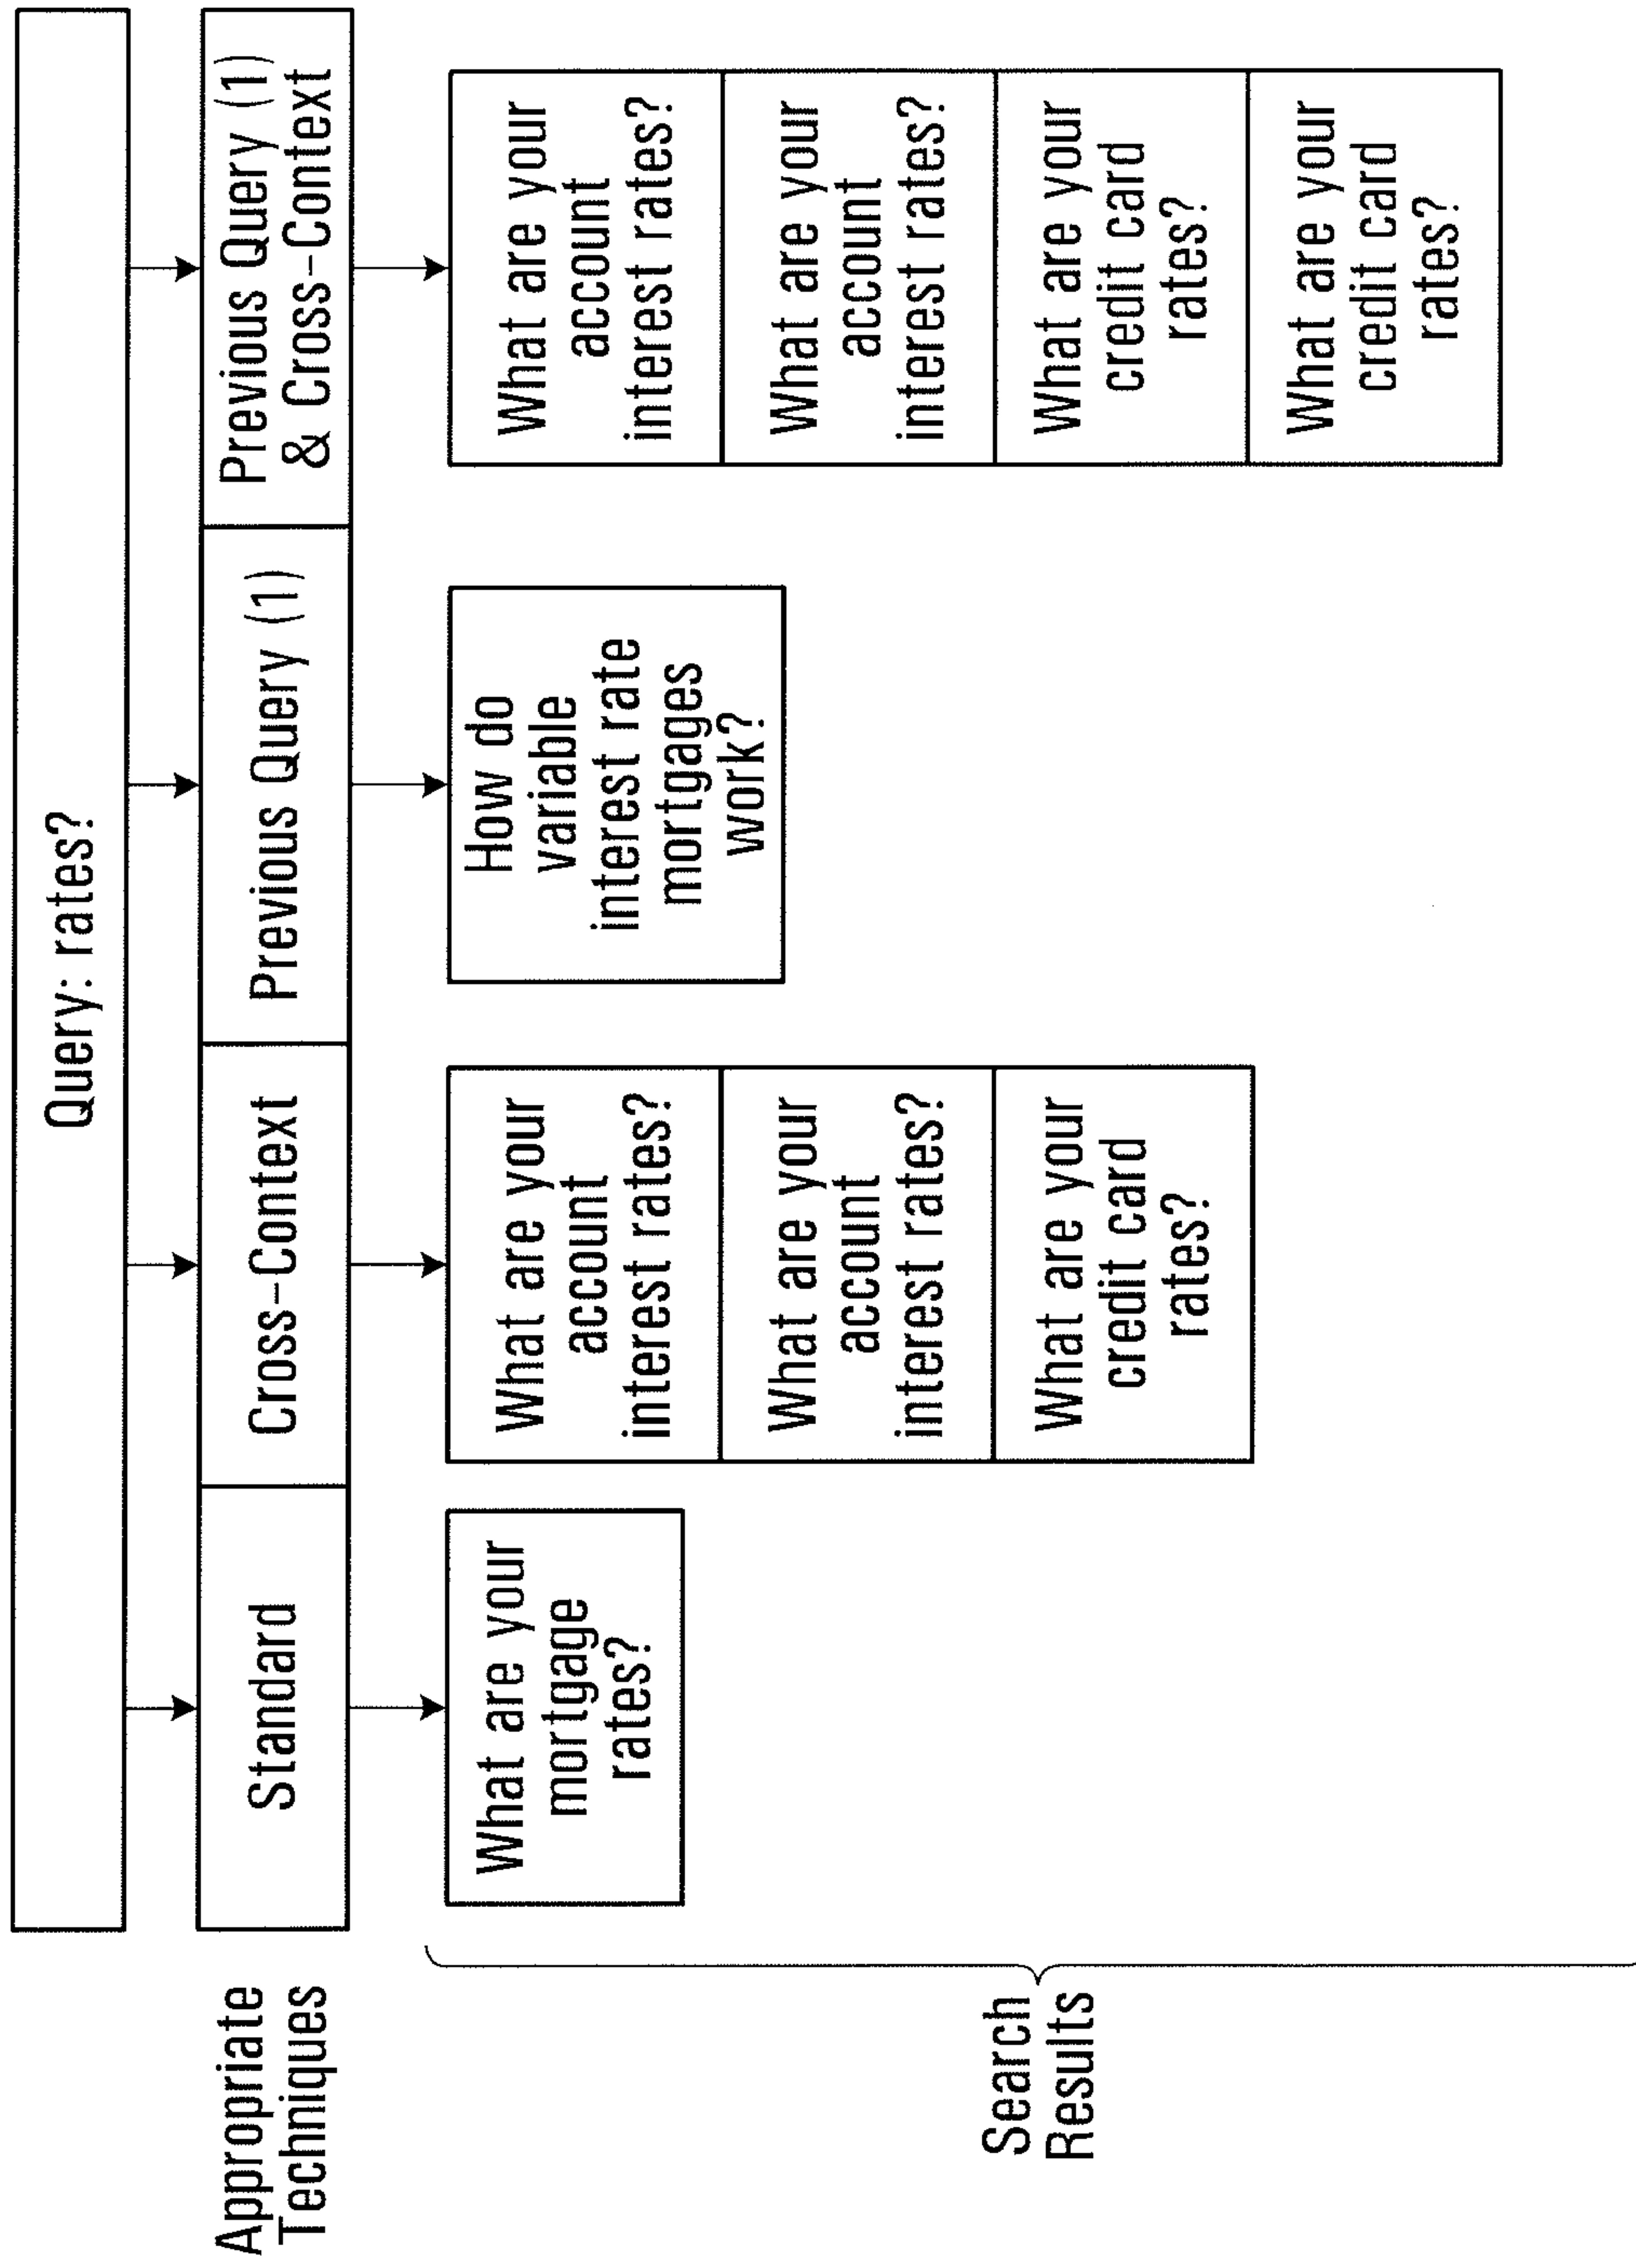 Query: rates?
Appropriate
Techniques
Standard
Cross-Context
Previous Query (1)
Previous Query (1)
& Cross-Context
Search
Results
What are your
mortgage
rates?
What are your
account
interest rates?
What are your
account
interest rates?
What are your
credit card
rates?
How do
variable
interest rate
mortgages
work?
What are your
account
interest rates?
What are your
account
interest rates?
What are your
credit card
rates?
What are your
credit card
rates?